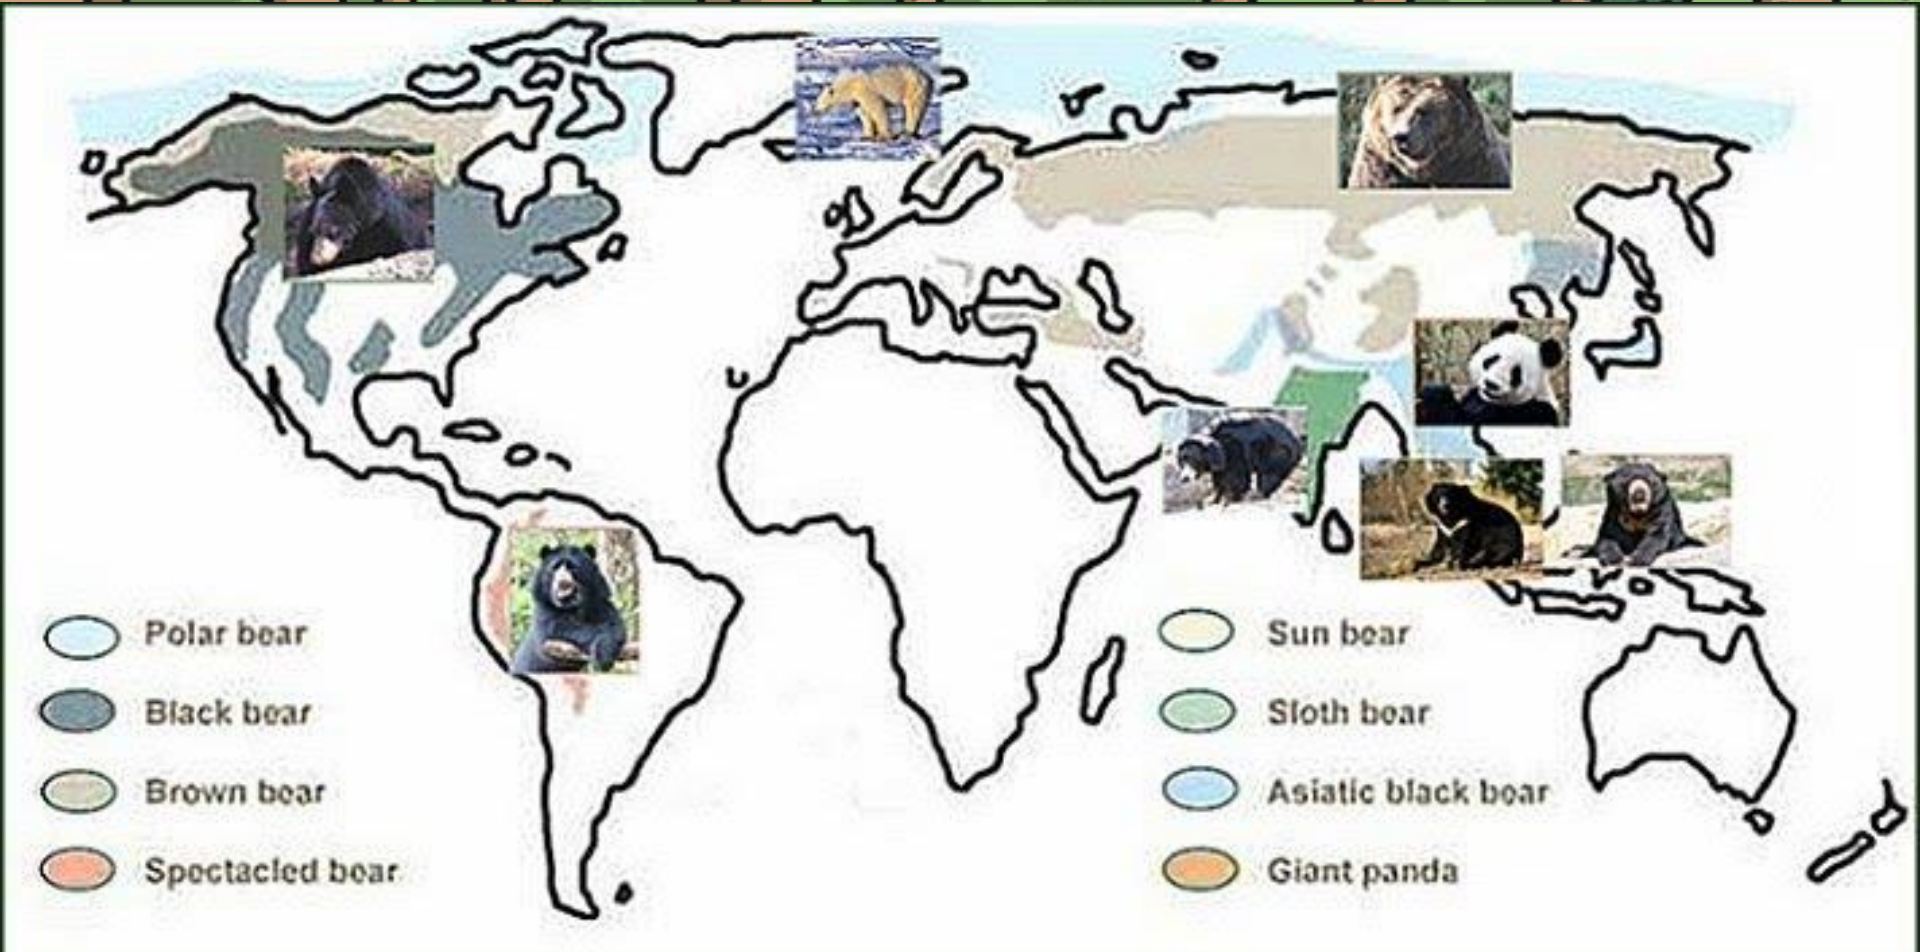 Polar bear
Black bear
Brown bear
Spectacled bear
Sun bear
Sloth bear
Asiatic black bear
Giant panda